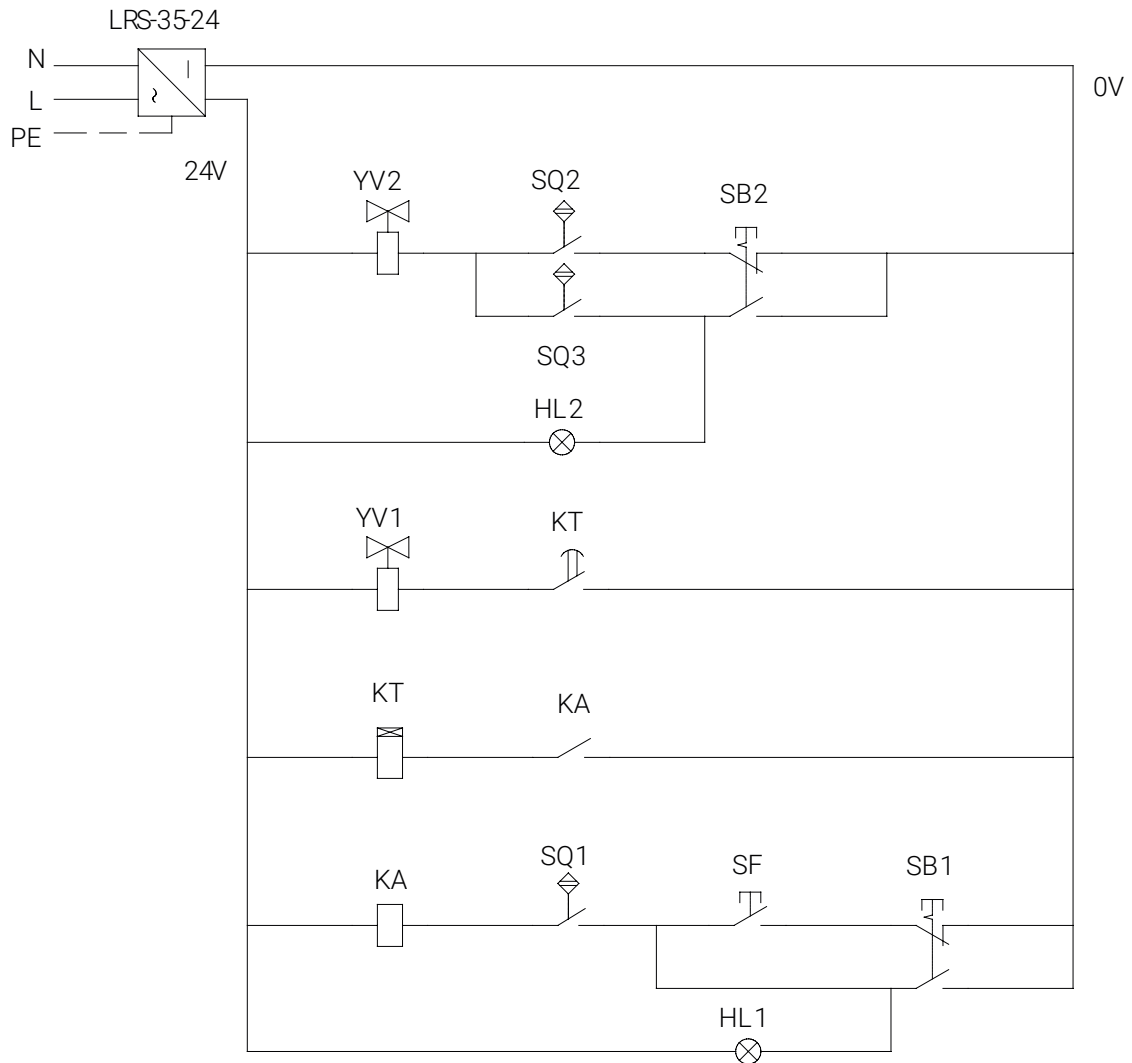 LRS-35-24
N
L
PE
0V
24V
YV2
SQ2
SB2
SQ3
HL2
YV1
KT
KT
KA
KA
SQ1
SF
SB1
HL1